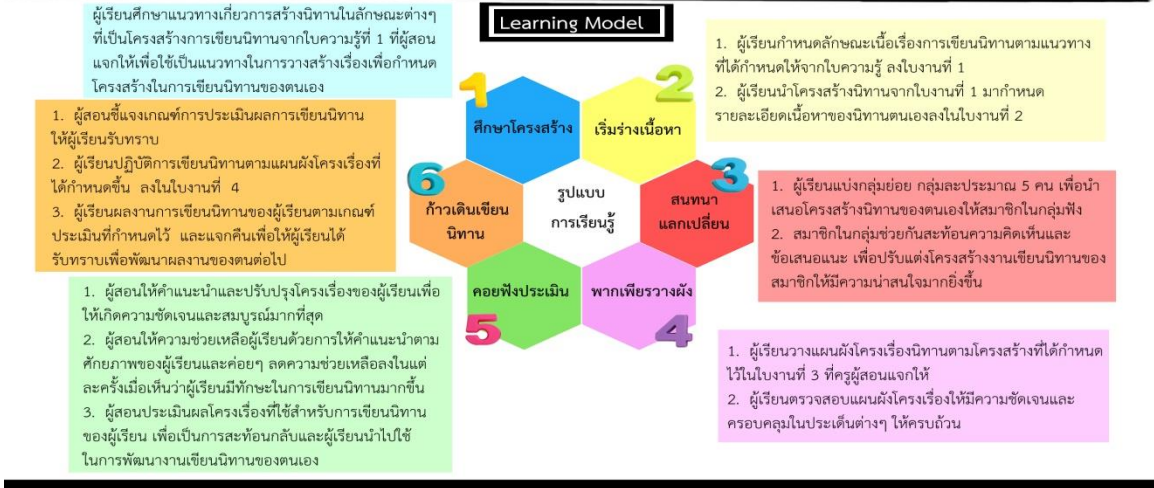 Learning Model
ผู้เรียนศึกษาแนวทางเกี่ยวการสร้างนิทานในลักษณะต่างๆ
ที่เป็นโครงสร้างการเขียนนิทานจากใบความรู้ที่ 1 ที่ผู้สอน
แจกให้เพื่อใช้เป็นแนวทางในการวางสร้างเรื่องเพื่อกำหนด
โครงสร้างในการเขียนนิทานของตนเอง
1
ศึกษาโครงสร้าง
2
เริ่มร่างเนื้อหา
1. ผู้เรียนกำหนดลักษณะเนื้อเรื่องการเขียนนิทานตามแนวทาง
ที่ได้กำหนดให้จากใบความรู้ ลงใบงานที่ 1
2. ผู้เรียนนำโครงสร้างนิทานจากใบงานที่ 1 มากำหนด
รายละเอียดเนื้อหาของนิทานตนเองลงในใบงานที่ 2
รูปแบบ
การเรียนรู้
3
สนทนา
แลกเปลี่ยน
1. ผู้เรียนแบ่งกลุ่มย่อย กลุ่มละประมาณ 5 คน เพื่อนำ
เสนอโครงสร้างนิทานของตนเองให้สมาชิกในกลุ่มฟัง
2. สมาชิกในกลุ่มช่วยกันสะท้อนความคิดเห็นและ
ข้อเสนอแนะ เพื่อปรับแต่งโครงสร้างงานเขียนนิทานของ
สมาชิกให้มีความน่าสนใจมากยิ่งขึ้น
พากเพียรวางผัง
4
1. ผู้เรียนวางแผนผังโครงเรื่องนิทานตามโครงสร้างที่ได้กำหนด
ไว้ในใบงานที่ 3 ที่ครูผู้สอนแจกให้
2. ผู้เรียนตรวจสอบแผนผังโครงเรื่องให้มีความชัดเจนและ
ครอบคลุมในประเด็นต่างๆ ให้ครบถ้วน
คอยฟังประเมิน
5
1. ผู้สอนให้คำแนะนำและปรับปรุงโครงเรื่องของผู้เรียนเพื่อ
ให้เกิดความชัดเจนและสมบูรณ์มากที่สุด
2. ผู้สอนให้ความช่วยเหลือผู้เรียนด้วยการให้คำแนะนำตาม
ศักยภาพของผู้เรียนและค่อยๆ ลดความช่วยเหลือลงในแต่
ละครั้งเมื่อเห็นว่าผู้เรียนมีทักษะในการเขียนนิทานมากขึ้น
3. ผู้สอนประเมินผลโครงเรื่องที่ใช้สำหรับการเขียนนิทาน
ของผู้เรียน เพื่อเป็นการสะท้อนกลับและผู้เรียนนำไปใช้
ในการพัฒนางานเขียนนิทานของตนเอง
6
ก้าวเดินเขียน
นิทาน
1. ผู้สอนชี้แจงเกณฑ์การประเมินผลการเขียนนิทาน
ให้ผู้เรียนรับทราบ
2. ผู้เรียนปฏิบัติการเขียนนิทานตามแผนผังโครงเรื่องที่
ได้กำหนดขึ้น ลงในใบงานที่ 4
3. ผู้เรียนผลงานการเขียนนิทานของผู้เรียนตามเกณฑ์
ประเมินที่กำหนดไว้ และแจกคืนเพื่อให้ผู้เรียนได้
รับทราบเพื่อพัฒนาผลงานของตนต่อไป